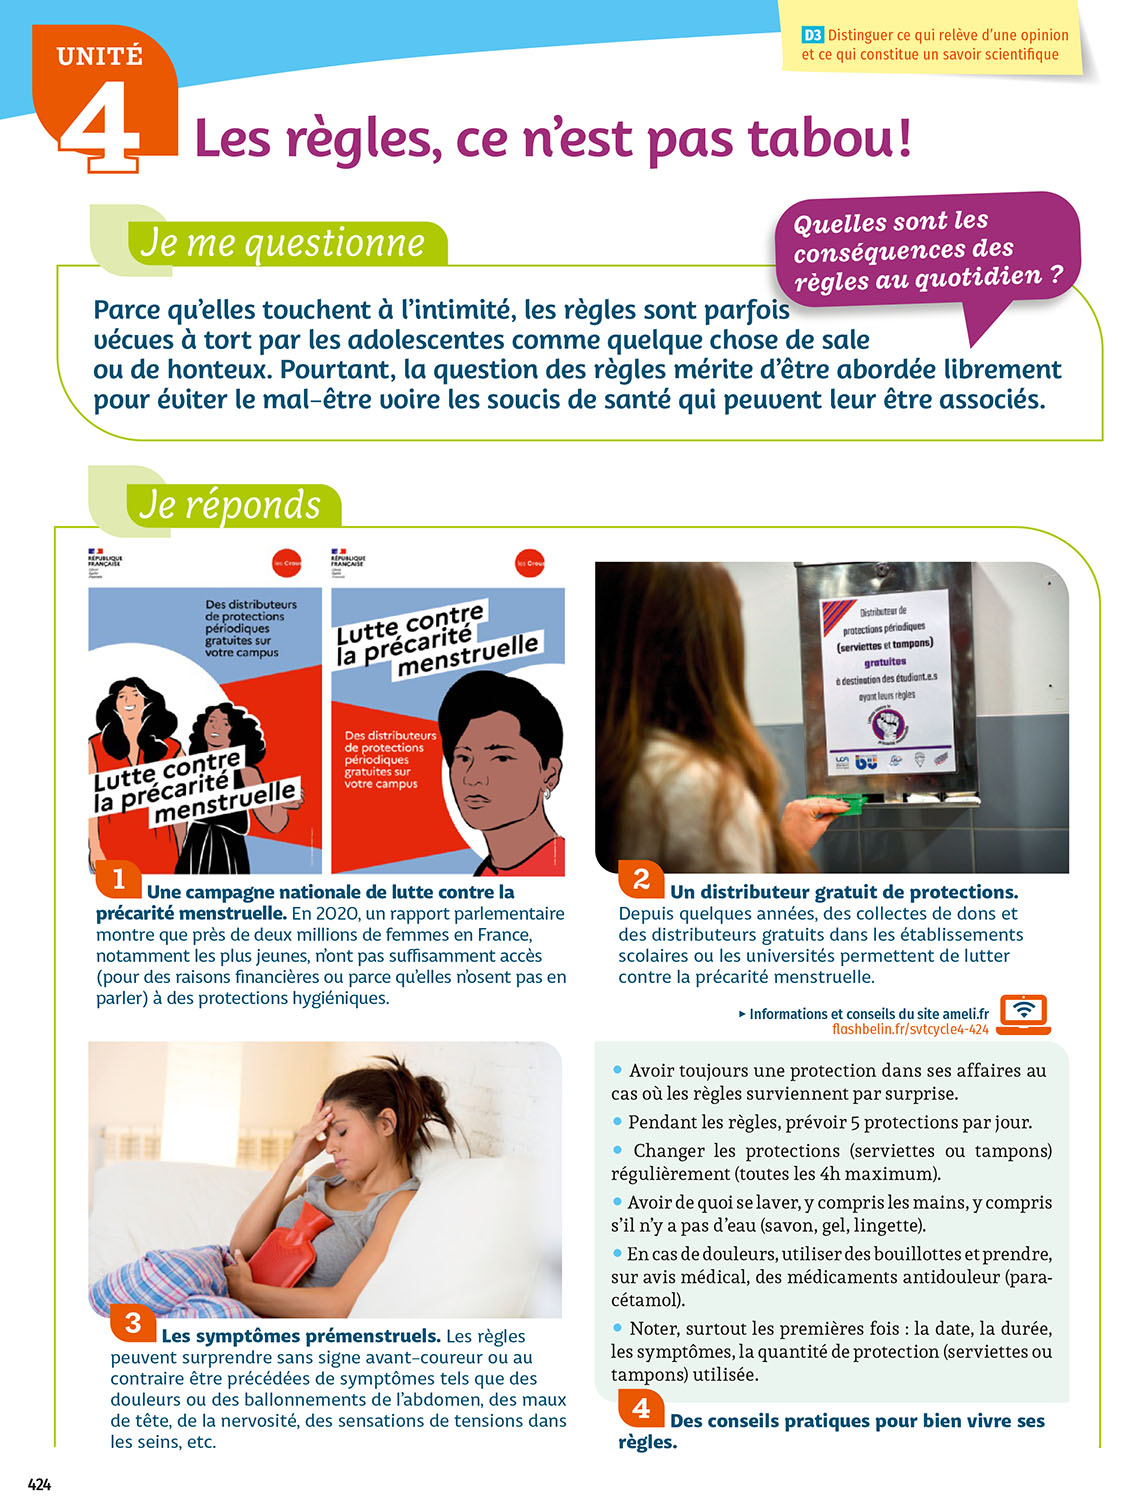 D3 Distinguer ce qui relève d'une opinion
et ce qui constitue un savoir scientifique
UNITÉ
4
Les règles, ce n'est pas tabou!
Je me questionne
Quelles sont les
conséquences des
règles au quotidien ?
Parce qu'elles touchent à l'intimité, les règles sont parfois
vécues à tort par les adolescentes comme quelque chose de sale
ou de honteux. Pourtant, la question des règles mérite d'être abordée librement
pour éviter le mal-être voire les soucis de santé qui peuvent leur être associés.
Je réponds
RÉPUBLIQUE
FRANÇAISE
les Crous
Des distributeurs
de protections
périodiques
gratuites sur
votre campus
Lutte contre
la précarité
menstruelle
RÉPUBLIQUE
FRANÇAISE
les Crous
Lutte contre
la précarité
menstruelle
Des distributeurs
de protections
périodiques
gratuites sur
votre campus
Distributeur de
protections périodiques
(serviettes et tampons)
gratuites
à destination des étudiant.e.s
ayant leurs règles
1 Une campagne nationale de lutte contre la
précarité menstruelle. En 2020, un rapport parlementaire
montre que près de deux millions de femmes en France,
notamment les plus jeunes, n'ont pas suffisamment accès
(pour des raisons financières ou parce qu'elles n'osent pas en
parler) à des protections hygiéniques.
2 Un distributeur gratuit de protections.
Depuis quelques années, des collectes de dons et
des distributeurs gratuits dans les établissements
scolaires ou les universités permettent de lutter
contre la précarité menstruelle.
▸ Informations et conseils du site ameli.fr
flashbelin.fr/svtcycle4-424
3 Les symptômes prémenstruels. Les règles
peuvent surprendre sans signe avant-coureur ou au
contraire être précédées de symptômes tels que des
douleurs ou des ballonnements de l'abdomen, des maux
de tête, de la nervosité, des sensations de tensions dans
les seins, etc.
• Avoir toujours une protection dans ses affaires au
cas où les règles surviennent par surprise.
• Pendant les règles, prévoir 5 protections par jour.
• Changer les protections (serviettes ou tampons)
régulièrement (toutes les 4h maximum).
• Avoir de quoi se laver, y compris les mains, y compris
s'il n'y a pas d'eau (savon, gel, lingette).
• En cas de douleurs, utiliser des bouillottes et prendre,
sur avis médical, des médicaments antidouleur (para-
cétamol).
• Noter, surtout les premières fois : la date, la durée,
les symptômes, la quantité de protection (serviettes ou
tampons) utilisée.
4 Des conseils pratiques pour bien vivre ses
règles.
424